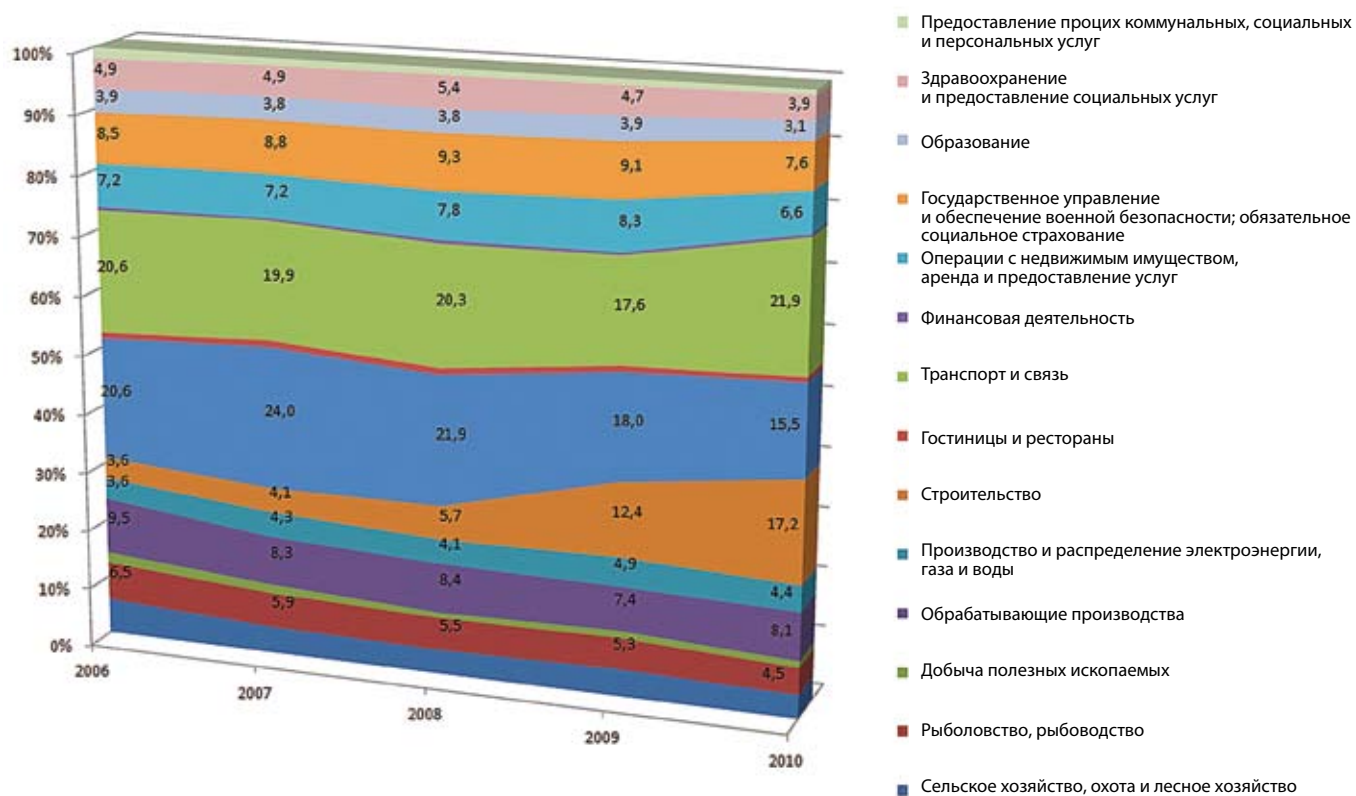 100%
90%
80%
70%
60%
50%
40%
30%
20%
10%
0%
4,9 4,9 5,4 4,7 3,9
3,9 3,8 3,8 3,9 3,1
8,5 8,8 9,3 9,1 7,6
7,2 7,2 7,8 8,3 6,6
20,6 19,9 20,3 17,6 21,9
20,6 24,0 21,9 18,0 15,5
3,6 4,1 5,7 12,4 17,2
3,6 4,3 4,1 4,9 4,4
9,5 8,3 8,4 7,4 8,1
6,5 5,9 5,5 5,3 4,5
2006
2007
2008
2009
2010
Предоставление процих коммунальных, социальных
и персональных услуг
Здравоохранение
и предоставление социальных услуг
Образование
Государственное управление
и обеспечение военной безопасности; обязательное
социальное страхование
Операции с недвижимым имуществом,
аренда и предоставление услуг
Финансовая деятельность
Транспорт и связь
Гостиницы и рестораны
Строительство
Производство и распределение электроэнергии,
газа и воды
Обрабатывающие производства
Добыча полезных ископаемых
Рыболовство, рыбоводство
Сельское хозяйство, охота и лесное хозяйство